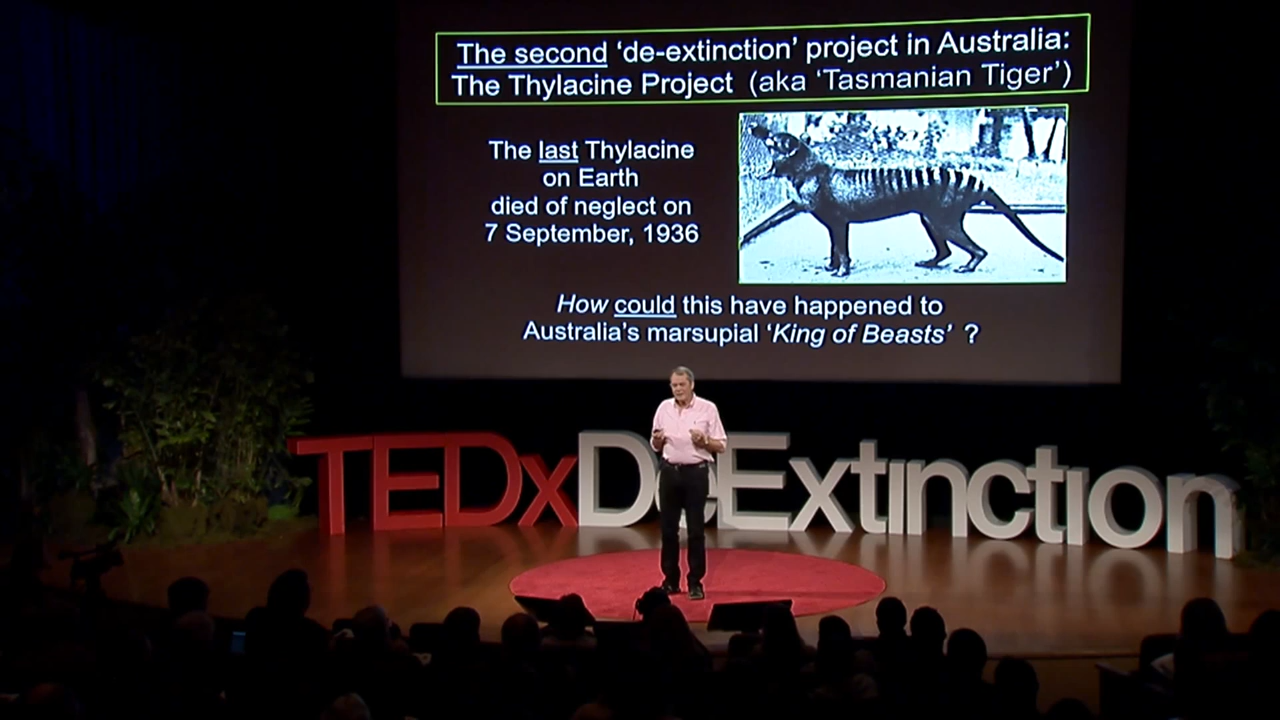 The second ‘de-extinction’ project in Australia:
The Thylacine Project (aka ‘Tasmanian Tiger’)
The last Thylacine
on Earth
died of neglect on
7 September, 1936
How could this have happened to
Australia’s marsupial ‘King of Beasts’ ?
TEDxDeExtinction